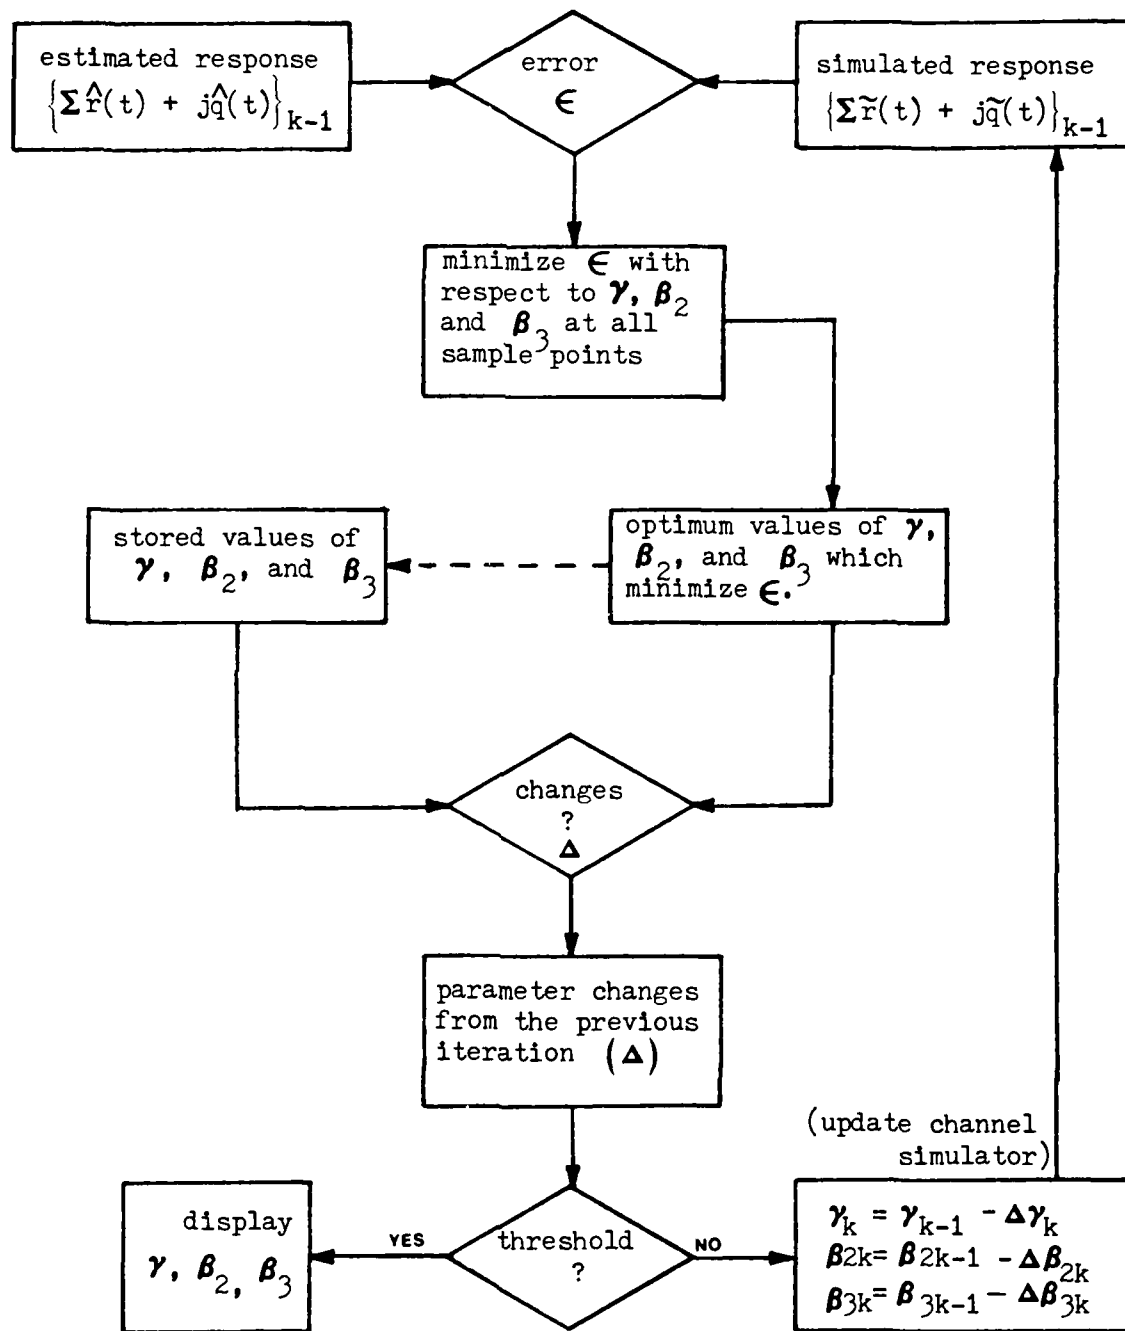 estimated response
{Σr̂(t) + jq̂(t)}k-1
error
ϵ
simulated response
{Σr̃(t) + jq̃(t)}k-1
minimize ϵ with
respect to γ, β2
and β3 at all
sample points
stored values of
γ, β2, and β3
optimum values of γ,
β2, and β3 which
minimize ϵ.
changes
?
Δ
parameter changes
from the previous
iteration (Δ)
(update channel
simulator)
display
γ, β2, β3
YES
threshold
?
NO
γk = γk-1 - Δγk
β2k= β2k-1 - Δβ2k
β3k= β3k-1 - Δβ3k